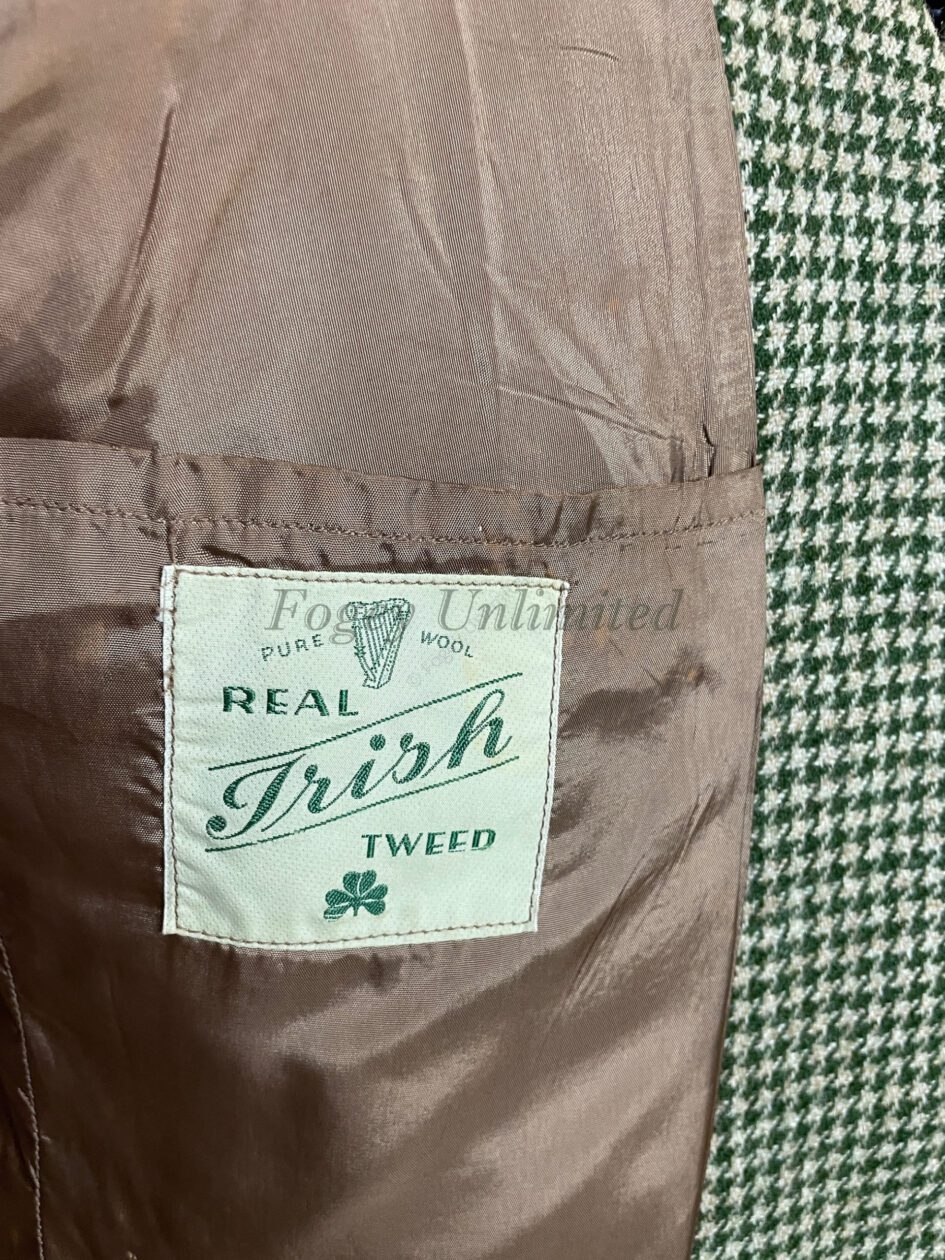 Fogey Unlimited
PURE WOOL
REAL
Irish
TWEED